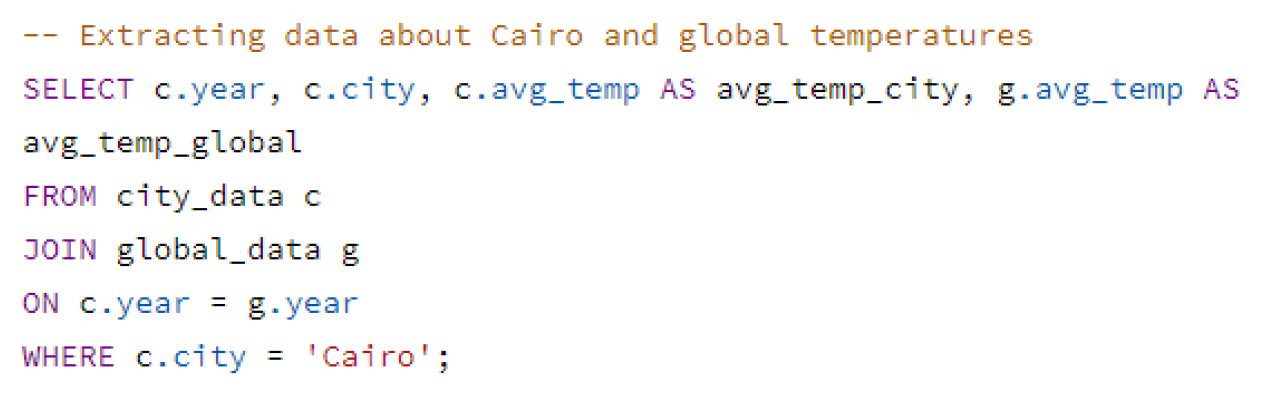 -- Extracting data about Cairo and global temperatures
SELECT c.year, c.city, c.avg_temp AS avg_temp_city, g.avg_temp AS
avg_temp_global
FROM city_data c
JOIN global_data g
ON c.year = g.year
WHERE c.city = 'Cairo';